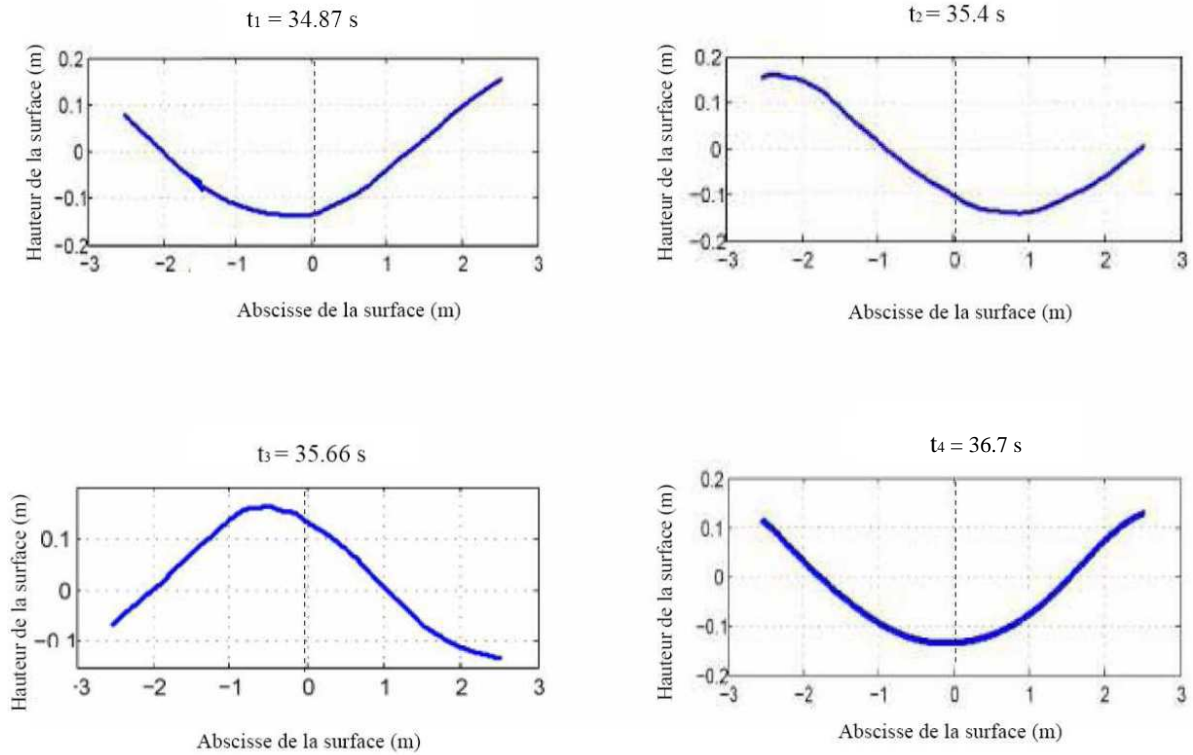 t1 = 34.87 s
Hauteur de la surface (m)
0.2
0.1
0
−0.1
−0.2
−3 −2 −1 0 1 2 3
Abscisse de la surface (m)
t2 = 35.4 s
Hauteur de la surface (m)
0.2
0.1
0
−0.1
−0.2
−3 −2 −1 0 1 2 3
Abscisse de la surface (m)
t3 = 35.66 s
Hauteur de la surface (m)
0.1
0
−0.1
-3 −2 −1 0 1 2 3
Abscisse de la surface (m)
t4 = 36.7 s
Hauteur de la surface (m)
0.2
0.1
0
−0.1
−0.2
−3 −2 −1 0 1 2 3
Abscisse de la surface (m)